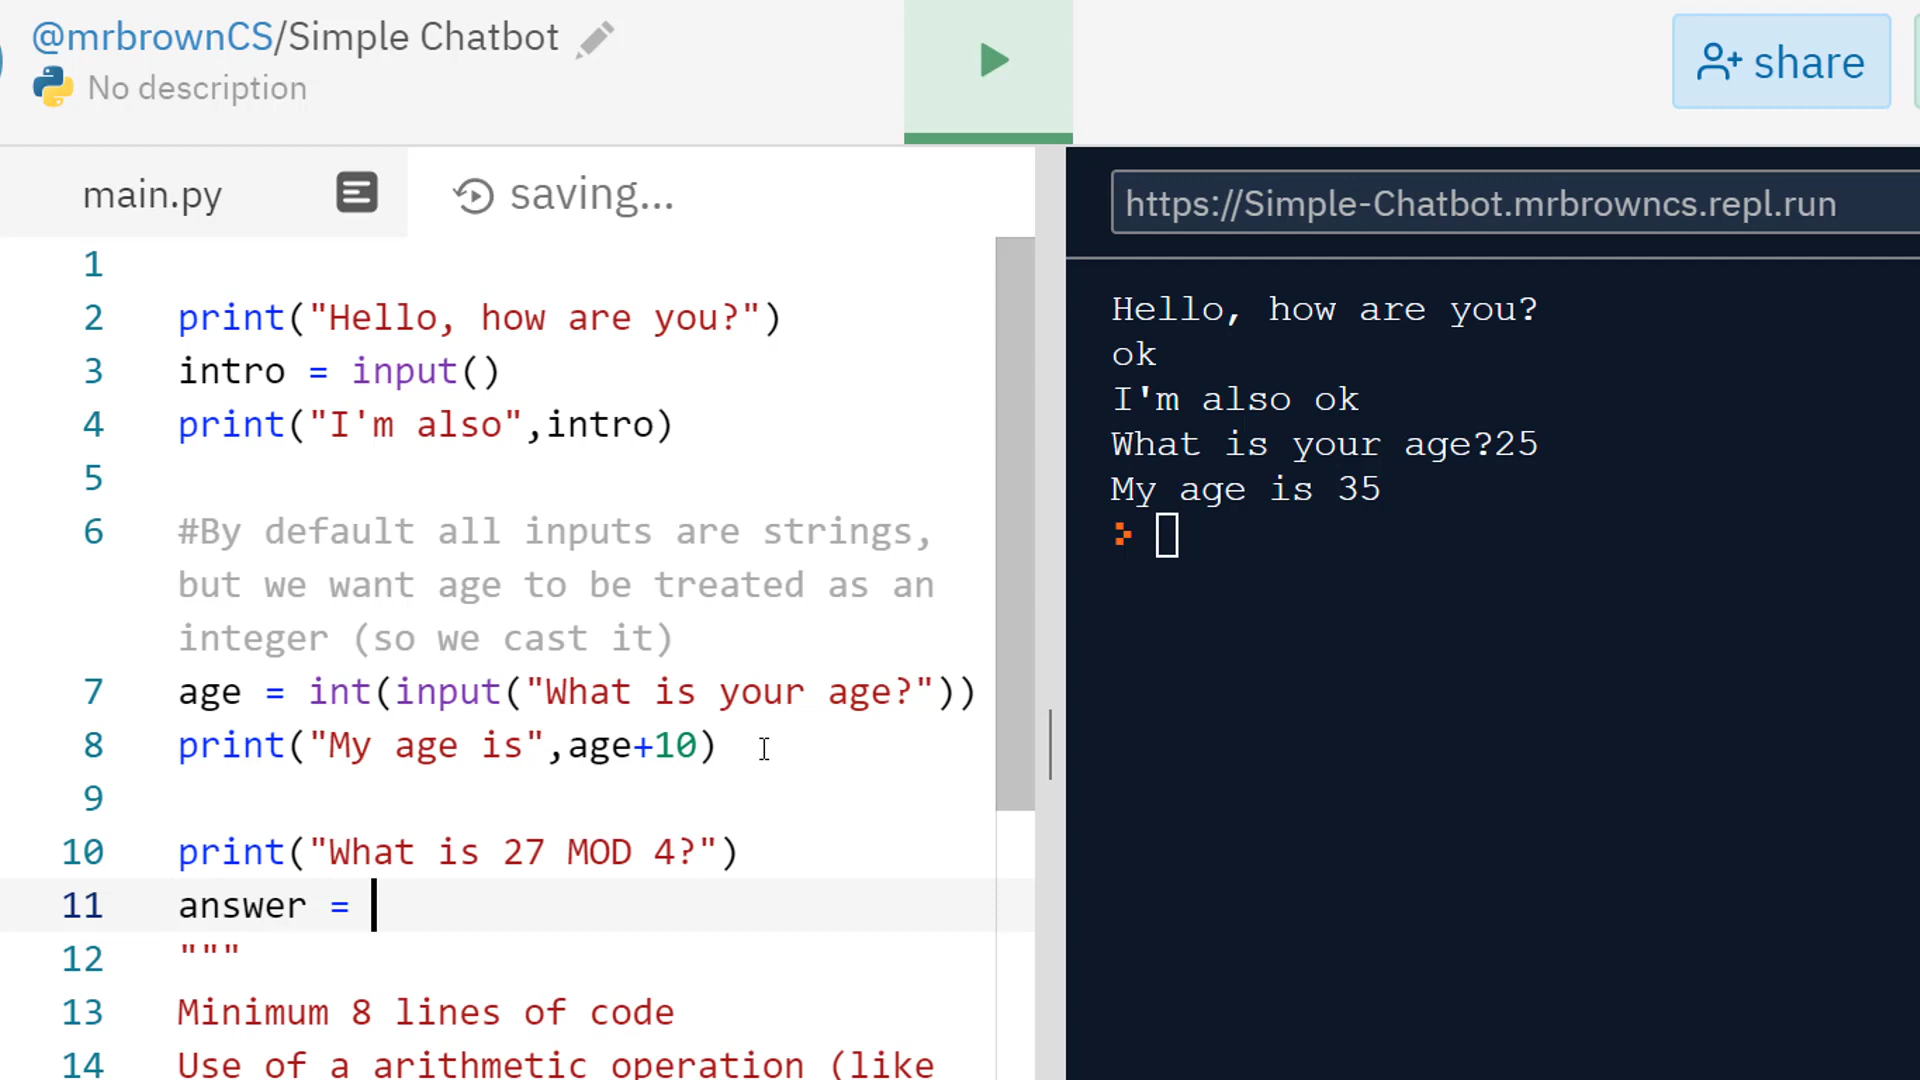 @mrbrownCS/Simple Chatbot
No description
share
main.py
saving...
https://Simple-Chatbot.mrbrowncs.repl.run
1
2 print("Hello, how are you?")
3 intro = input()
4 print("I'm also",intro)
5
6 #By default all inputs are strings,
but we want age to be treated as an
integer (so we cast it)
7 age = int(input("What is your age?"))
8 print("My age is",age+10)
9
10 print("What is 27 MOD 4?")
11 answer =
12 """
13 Minimum 8 lines of code
14 Use of a arithmetic operation (like
Hello, how are you?
ok
I'm also ok
What is your age?25
My age is 35